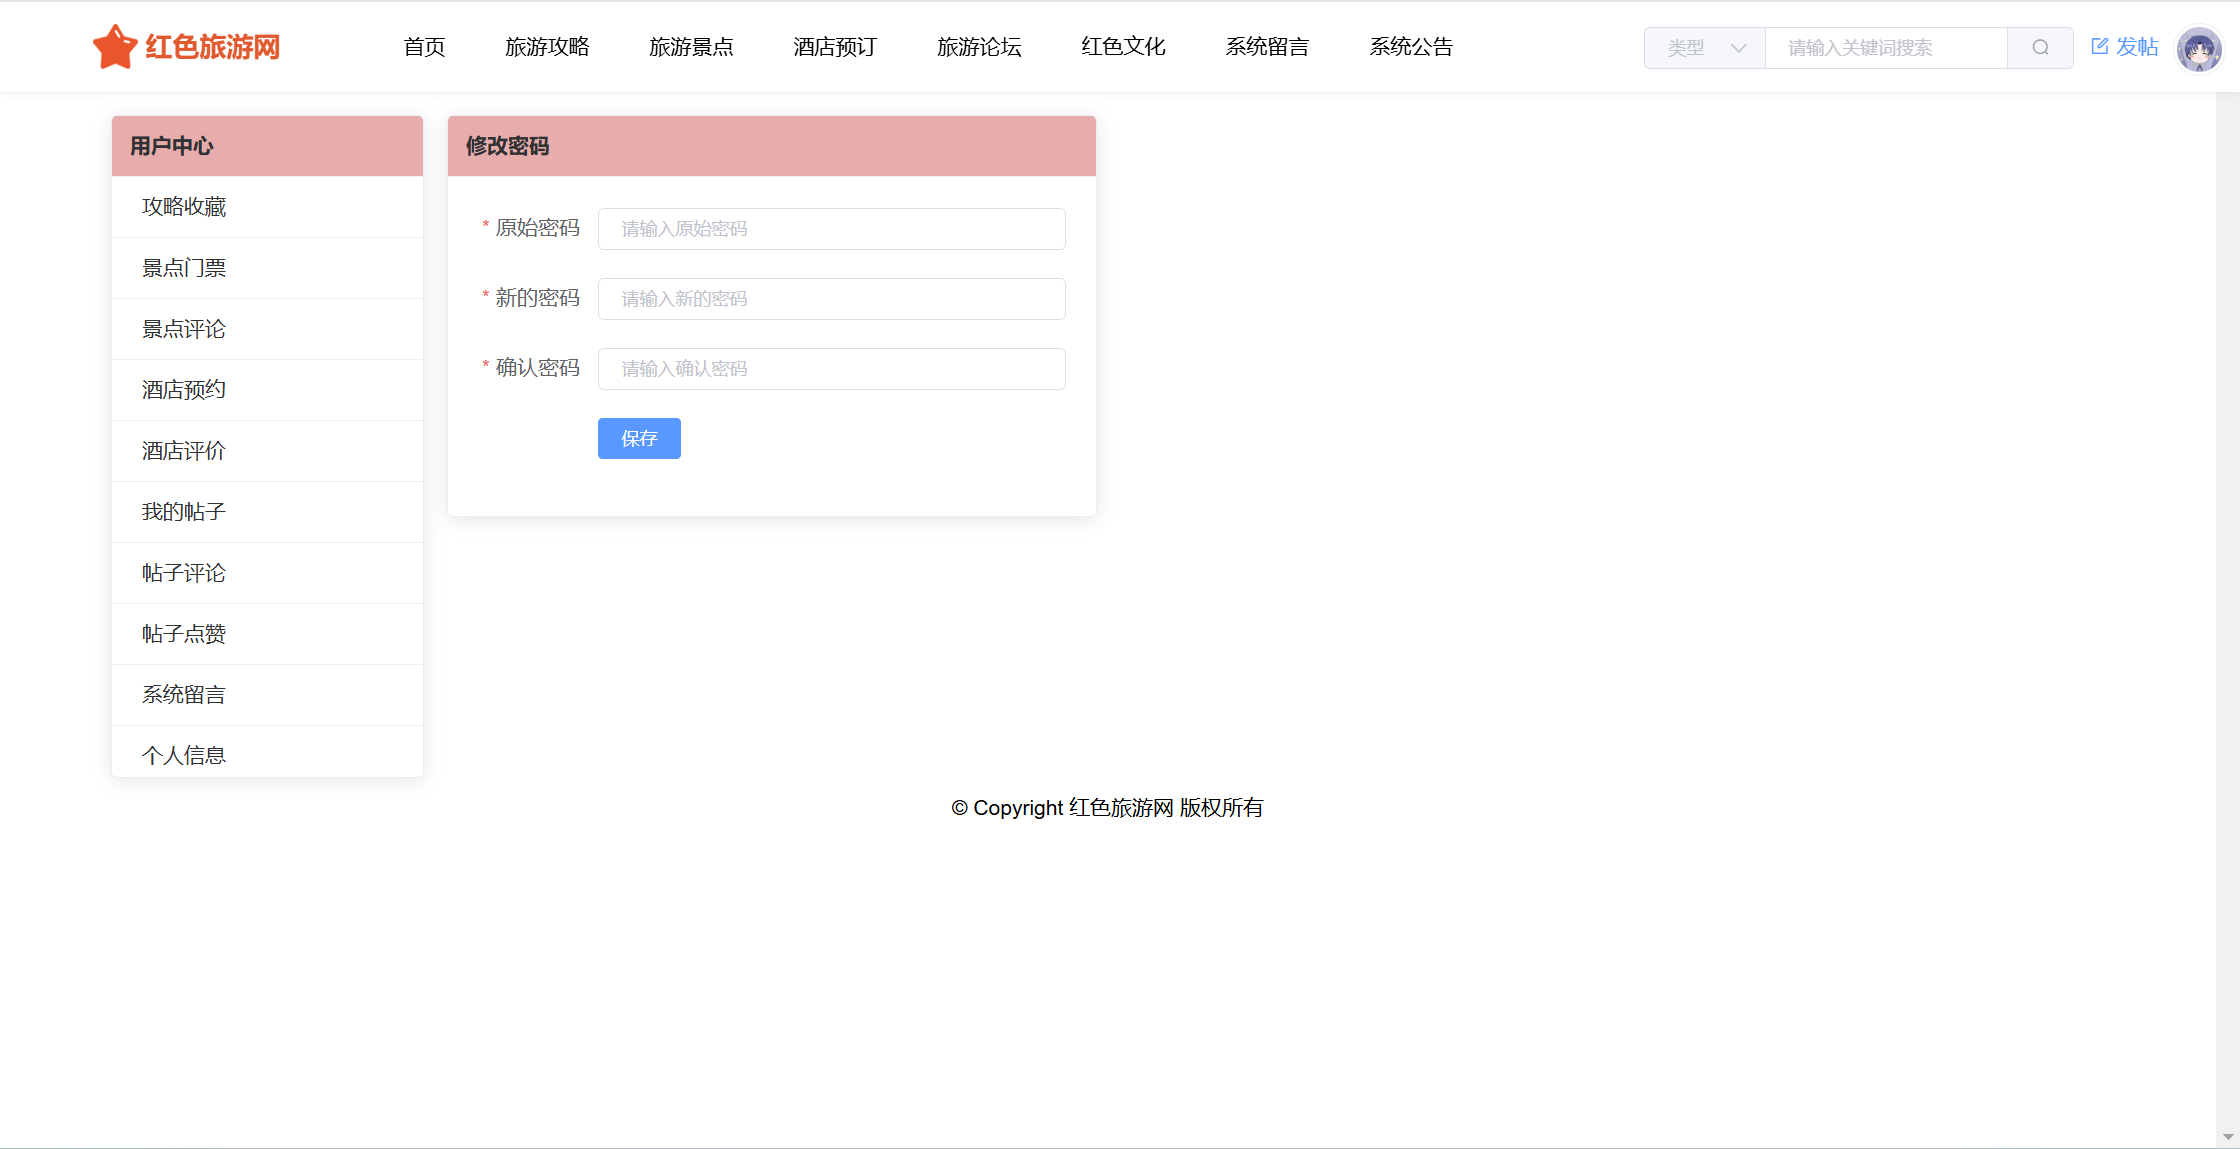 红色旅游网
首页 旅游攻略 旅游景点 酒店预订 旅游论坛 红色文化 系统留言 系统公告
类型 请输入关键词搜索 发帖
用户中心
攻略收藏
景点门票
景点评论
酒店预约
酒店评价
我的帖子
帖子评论
帖子点赞
系统留言
个人信息
修改密码
* 原始密码 请输入原始密码
* 新的密码 请输入新的密码
* 确认密码 请输入确认密码
保存
© Copyright 红色旅游网 版权所有